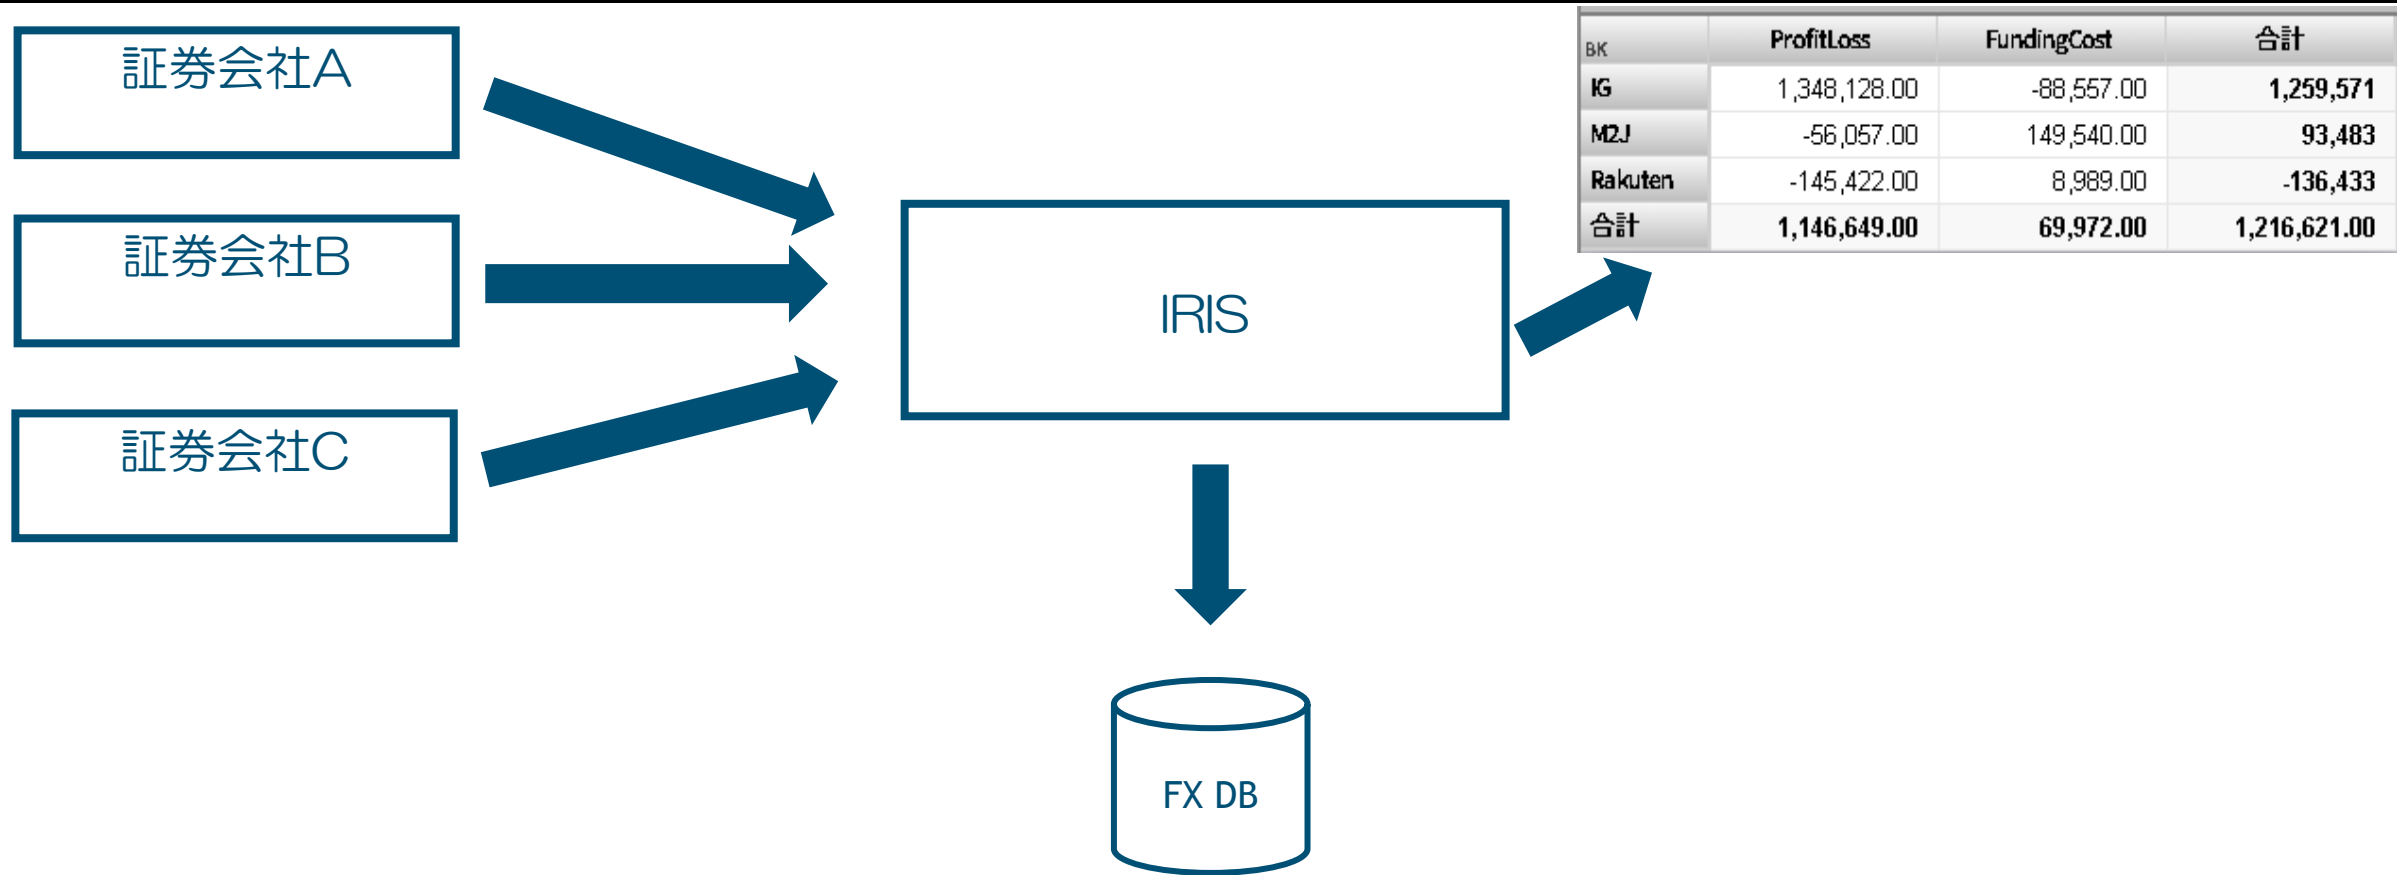 証券会社A
証券会社B
証券会社C
IRIS
FX DB
BK ProfitLoss FundingCost 合計
IG 1,348,128.00 -88,557.00 1,259,571
M2J -56,057.00 149,540.00 93,483
Rakuten -145,422.00 8,989.00 -136,433
合計 1,146,649.00 69,972.00 1,216,621.00